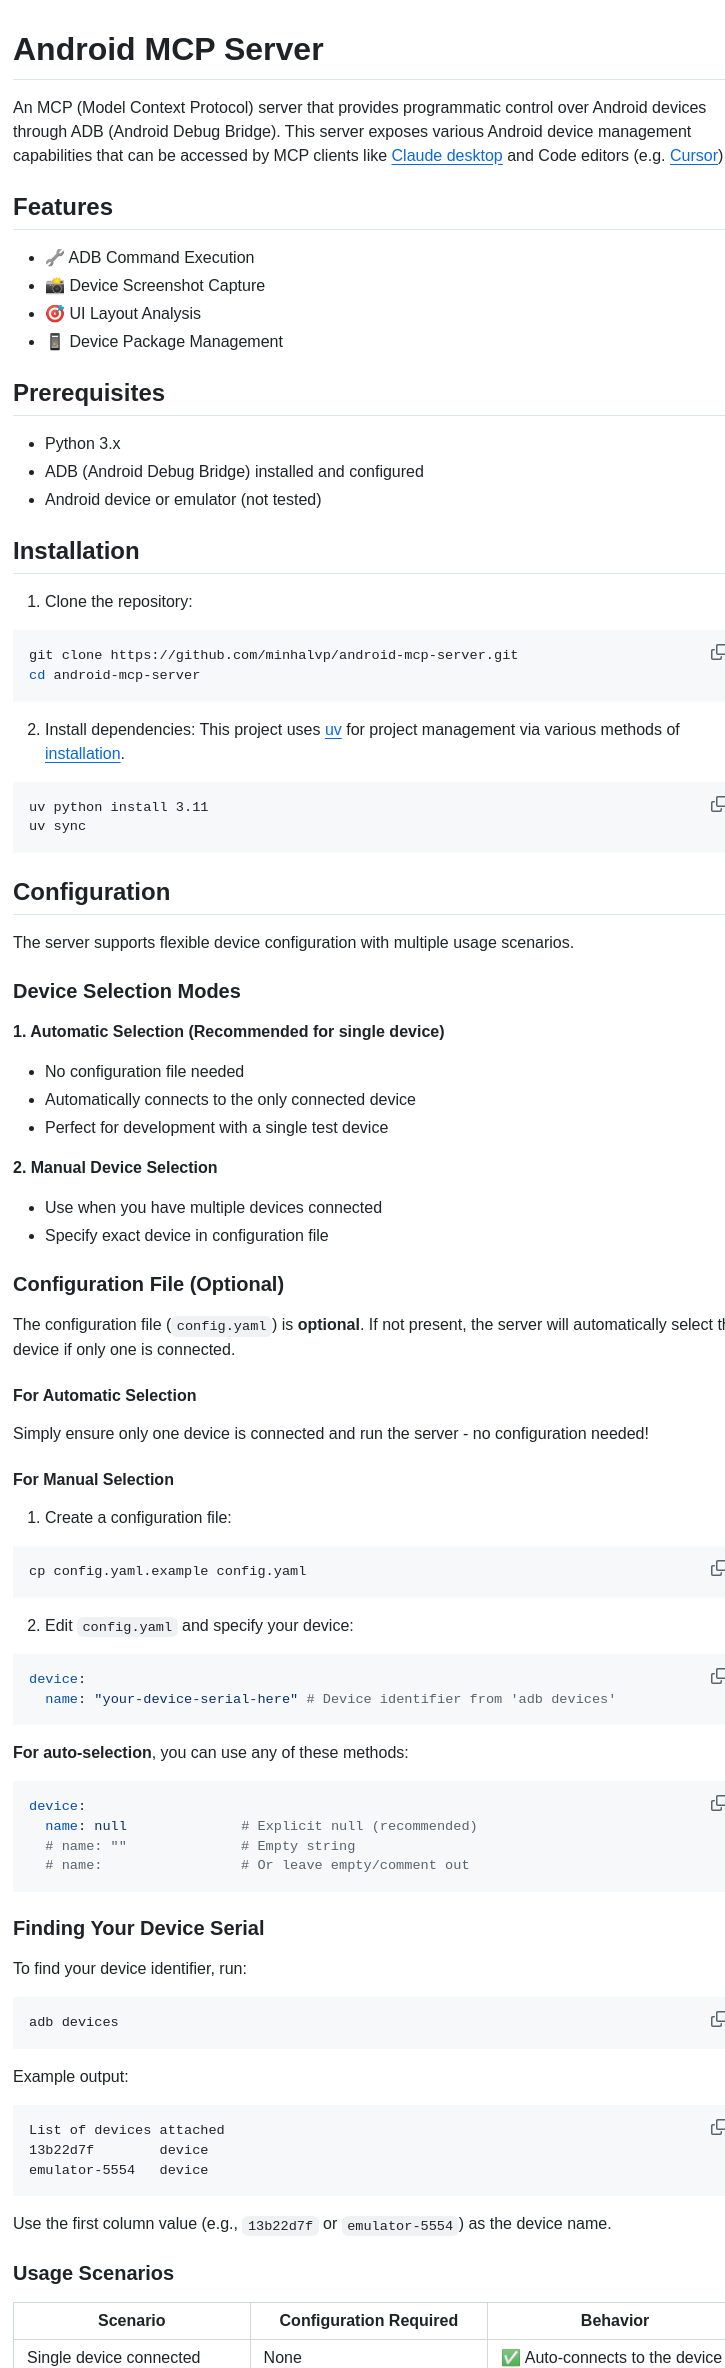 Android MCP Server
An MCP (Model Context Protocol) server that provides programmatic control over Android devices
through ADB (Android Debug Bridge). This server exposes various Android device management
capabilities that can be accessed by MCP clients like Claude desktop and Code editors (e.g. Cursor)
Features
• 🔧 ADB Command Execution
• 📸 Device Screenshot Capture
• 🎯 UI Layout Analysis
• 📱 Device Package Management
Prerequisites
• Python 3.x
• ADB (Android Debug Bridge) installed and configured
• Android device or emulator (not tested)
Installation
1. Clone the repository:
git clone https://github.com/minhalvp/android-mcp-server.git
cd android-mcp-server
2. Install dependencies: This project uses uv for project management via various methods of
installation.
uv python install 3.11
uv sync
Configuration
The server supports flexible device configuration with multiple usage scenarios.
Device Selection Modes
1. Automatic Selection (Recommended for single device)
• No configuration file needed
• Automatically connects to the only connected device
• Perfect for development with a single test device
2. Manual Device Selection
• Use when you have multiple devices connected
• Specify exact device in configuration file
Configuration File (Optional)
The configuration file (config.yaml) is optional. If not present, the server will automatically select
device if only one is connected.
For Automatic Selection
Simply ensure only one device is connected and run the server - no configuration needed!
For Manual Selection
1. Create a configuration file:
cp config.yaml.example config.yaml
2. Edit config.yaml and specify your device:
device:
  name: "your-device-serial-here" # Device identifier from 'adb devices'
For auto-selection, you can use any of these methods:
device:
  name: null              # Explicit null (recommended)
  # name: ""              # Empty string
  # name:                 # Or leave empty/comment out
Finding Your Device Serial
To find your device identifier, run:
adb devices
Example output:
List of devices attached
13b22d7f        device
emulator-5554   device
Use the first column value (e.g., 13b22d7f or emulator-5554) as the device name.
Usage Scenarios
Scenario Configuration Required Behavior
Single device connected None ✅ Auto-connects to the device